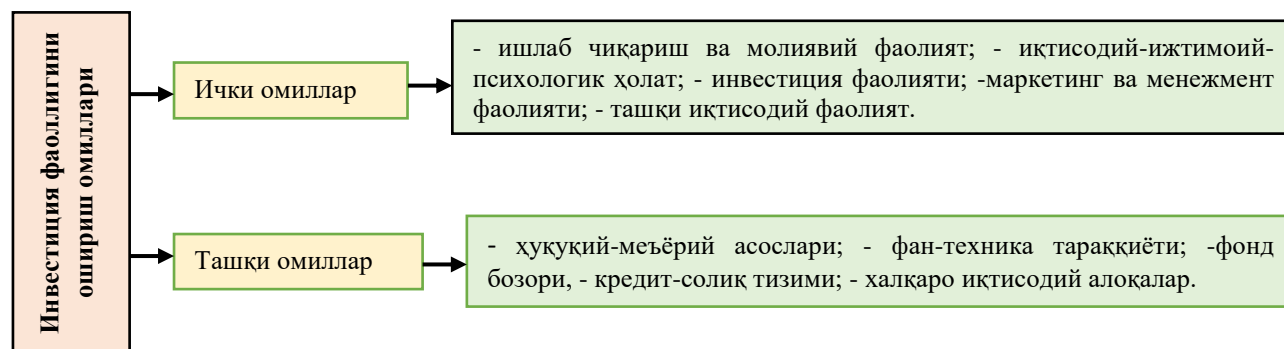 Инвестиция фаоллигини
ошириш омиллари
Ички омиллар
- ишлаб чиқариш ва молиявий фаолият; - иқтисодий-ижтимоий-
психологик ҳолат; - инвестиция фаолияти; -маркетинг ва менежмент
фаолияти; - ташқи иқтисодий фаолият.
Ташқи омиллар
- ҳуқуқий-меъёрий асослари; - фан-техника тараққиёти; -фонд
бозори, - кредит-солиқ тизими; - халқаро иқтисодий алоқалар.